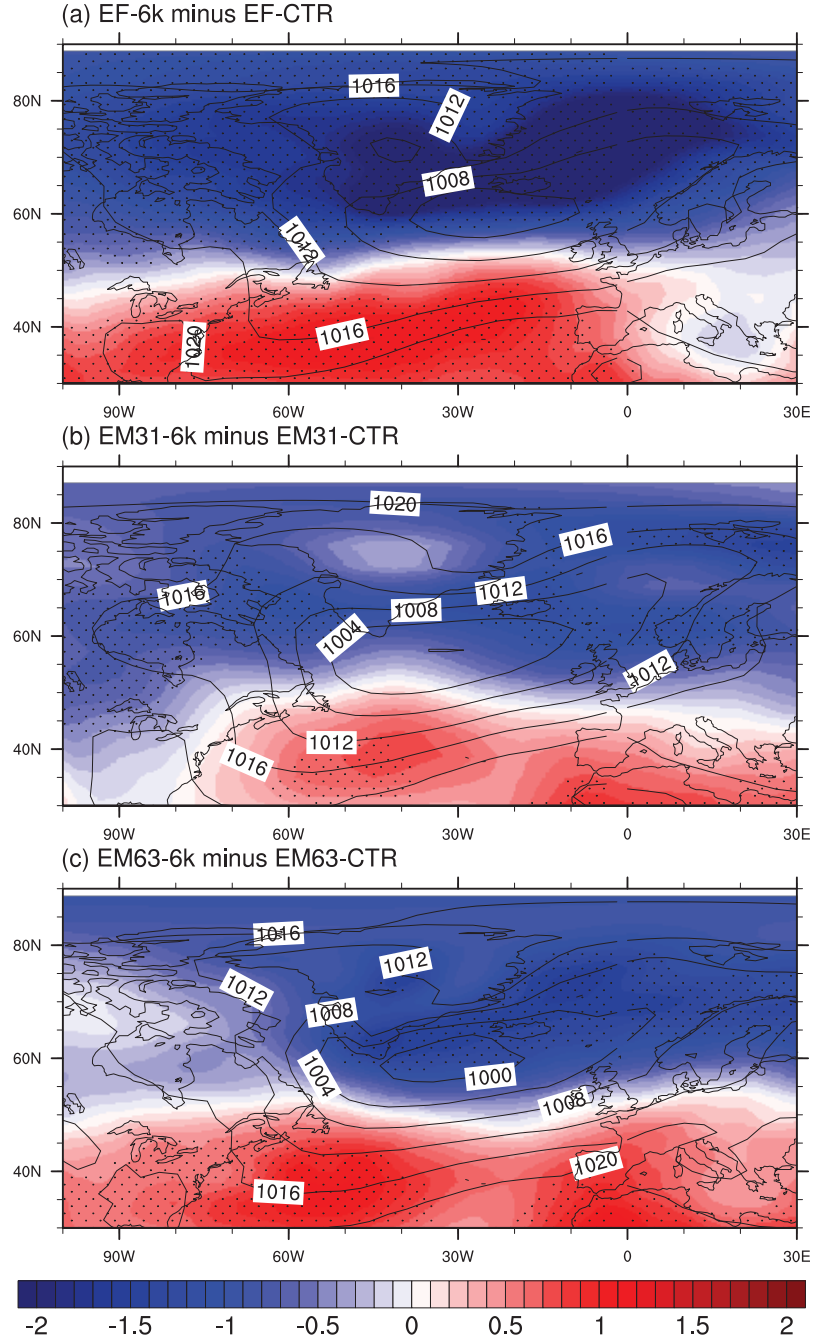 (a) EF-6k minus EF-CTR
1016
80N
1012
1008
60N
1012
40N
1016
1020
90W 60W 30W 0 30E
(b) EM31-6k minus EM31-CTR
1020
80N
1016
1016
1012
1008
60N
1004
1012
40N
1012
1016
90W 60W 30W 0 30E
(c) EM63-6k minus EM63-CTR
1016
80N
1012
1012
1008
60N
1004
1000
1008
40N
1020
1016
90W 60W 30W 0 30E
-2 -1.5 -1 -0.5 0 0.5 1 1.5 2